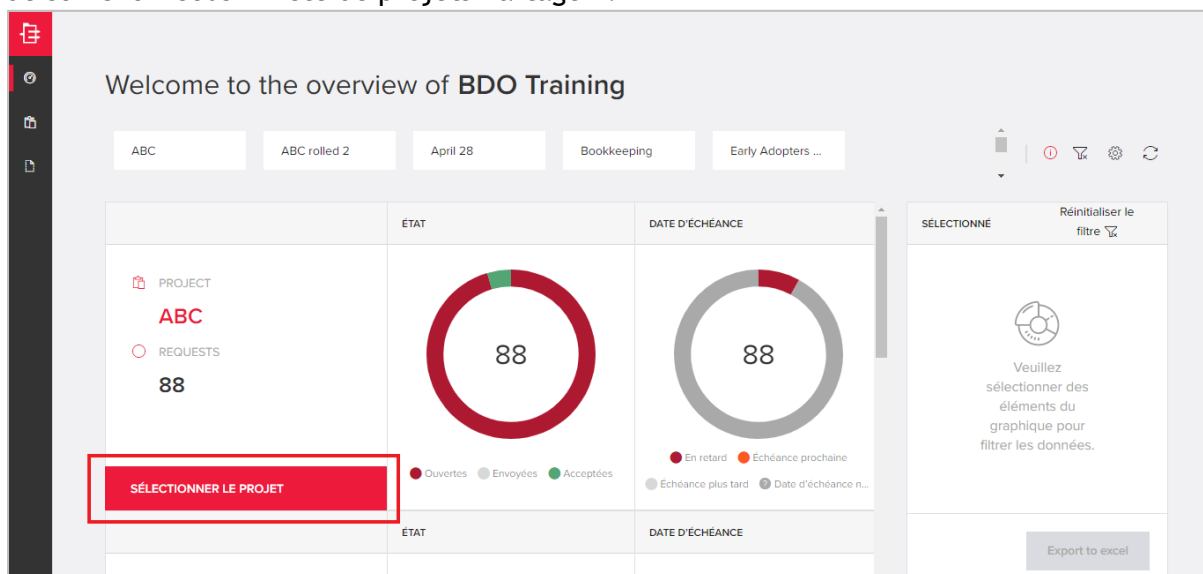 Welcome to the overview of BDO Training
ABC
ABC rolled 2
April 28
Bookkeeping
Early Adopters ...
ÉTAT
DATE D'ÉCHÉANCE
SÉLECTIONNÉ
Réinitialiser le
filtre
PROJECT
ABC
REQUESTS
88
88
88
Veuillez
sélectionner des
éléments du
graphique pour
filtrer les données.
SÉLECTIONNER LE PROJET
Ouvertes Envoyées Acceptées
En retard Échéance prochaine
Échéance plus tard ? Date d'échéance n...
ÉTAT
DATE D'ÉCHÉANCE
Export to excel